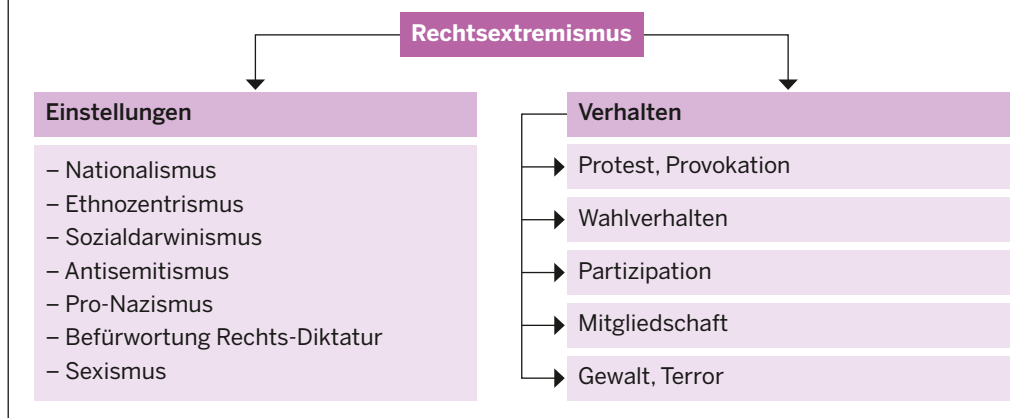 Rechtsextremismus
Einstellungen
– Nationalismus
– Ethnozentrismus
– Sozialdarwinismus
– Antisemitismus
– Pro-Nazismus
– Befürwortung Rechts-Diktatur
– Sexismus
Verhalten
Protest, Provokation
Wahlverhalten
Partizipation
Mitgliedschaft
Gewalt, Terror